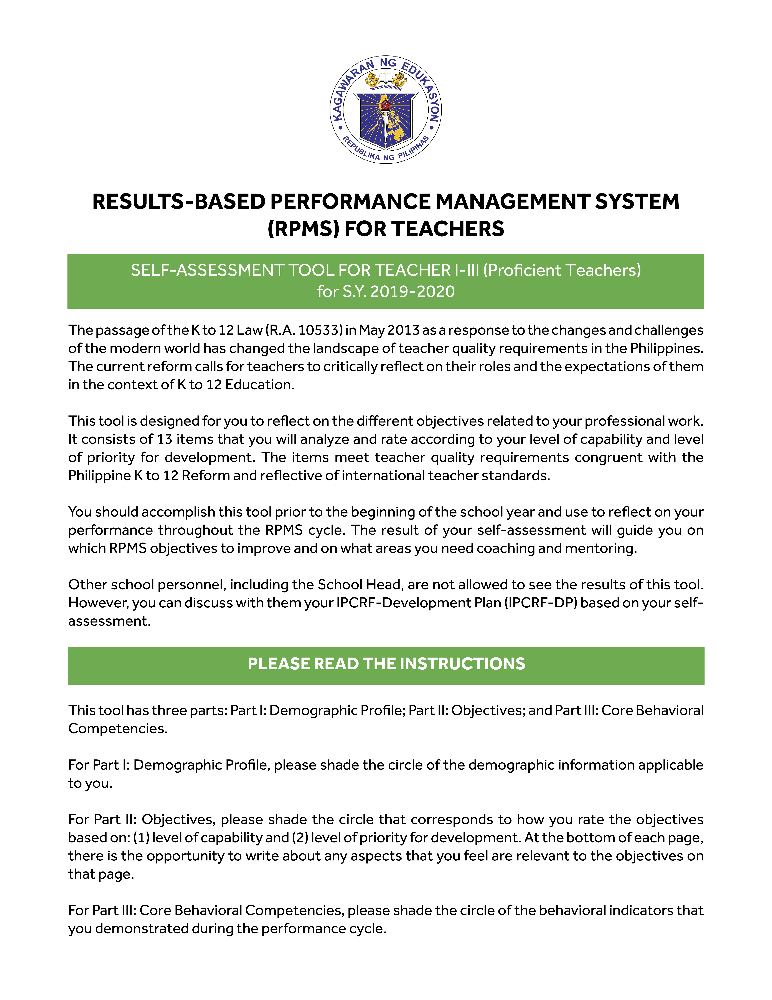 KAGAWARAN NG EDUKASYON
REPUBLIKA NG PILIPINAS
RESULTS-BASED PERFORMANCE MANAGEMENT SYSTEM
(RPMS) FOR TEACHERS
SELF-ASSESSMENT TOOL FOR TEACHER I-III (Proficient Teachers)
for S.Y. 2019-2020
The passage of the K to 12 Law (R.A. 10533) in May 2013 as a response to the changes and challenges
of the modern world has changed the landscape of teacher quality requirements in the Philippines.
The current reform calls for teachers to critically reflect on their roles and the expectations of them
in the context of K to 12 Education.
This tool is designed for you to reflect on the different objectives related to your professional work.
It consists of 13 items that you will analyze and rate according to your level of capability and level
of priority for development. The items meet teacher quality requirements congruent with the
Philippine K to 12 Reform and reflective of international teacher standards.
You should accomplish this tool prior to the beginning of the school year and use to reflect on your
performance throughout the RPMS cycle. The result of your self-assessment will guide you on
which RPMS objectives to improve and on what areas you need coaching and mentoring.
Other school personnel, including the School Head, are not allowed to see the results of this tool.
However, you can discuss with them your IPCRF-Development Plan (IPCRF-DP) based on your self-
assessment.
PLEASE READ THE INSTRUCTIONS
This tool has three parts: Part I: Demographic Profile; Part II: Objectives; and Part III: Core Behavioral
Competencies.
For Part I: Demographic Profile, please shade the circle of the demographic information applicable
to you.
For Part II: Objectives, please shade the circle that corresponds to how you rate the objectives
based on: (1) level of capability and (2) level of priority for development. At the bottom of each page,
there is the opportunity to write about any aspects that you feel are relevant to the objectives on
that page.
For Part III: Core Behavioral Competencies, please shade the circle of the behavioral indicators that
you demonstrated during the performance cycle.